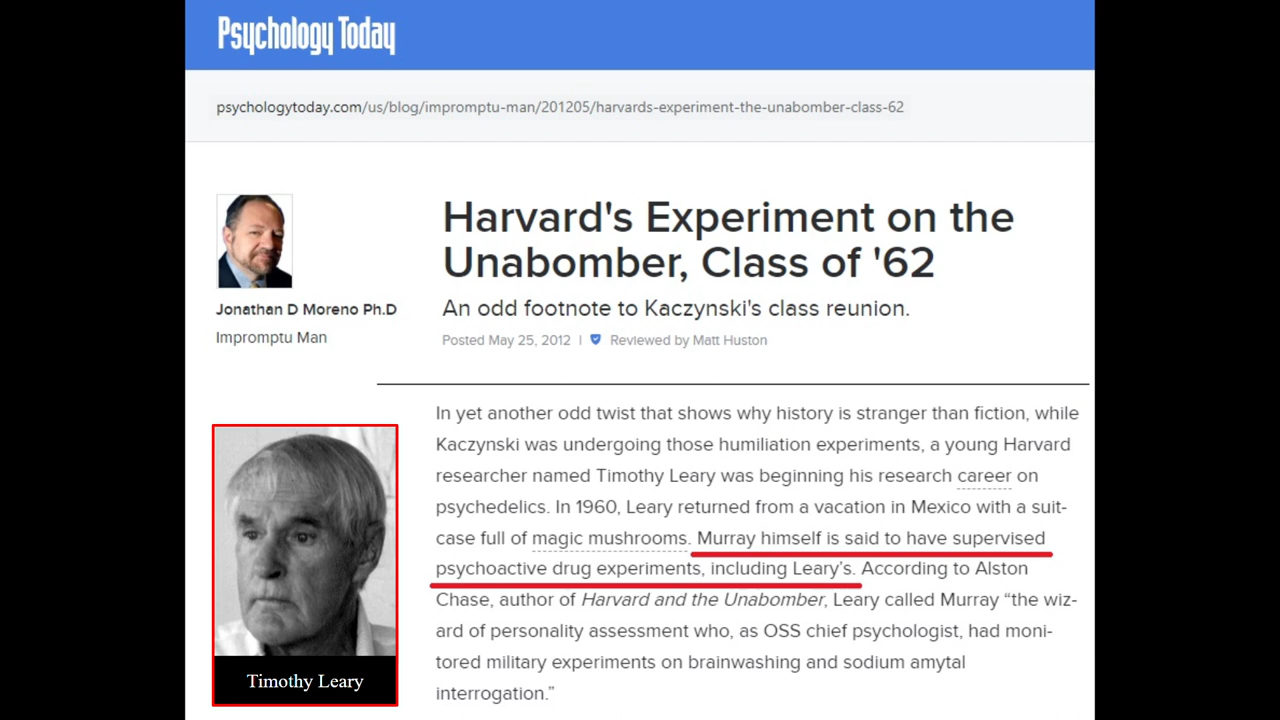 Psychology Today
psychologytoday.com/us/blog/impromptu-man/201205/harvards-experiment-the-unabomber-class-62
Harvard's Experiment on the
Unabomber, Class of '62
An odd footnote to Kaczynski's class reunion.
Posted May 25, 2012 | Reviewed by Matt Huston
Jonathan D Moreno Ph.D
Impromptu Man
In yet another odd twist that shows why history is stranger than fiction, while
Kaczynski was undergoing those humiliation experiments, a young Harvard
researcher named Timothy Leary was beginning his research career on
psychedelics. In 1960, Leary returned from a vacation in Mexico with a suit-
case full of magic mushrooms. Murray himself is said to have supervised
psychoactive drug experiments, including Leary’s. According to Alston
Chase, author of Harvard and the Unabomber, Leary called Murray “the wiz-
ard of personality assessment who, as OSS chief psychologist, had moni-
tored military experiments on brainwashing and sodium amytal
interrogation.”
Timothy Leary